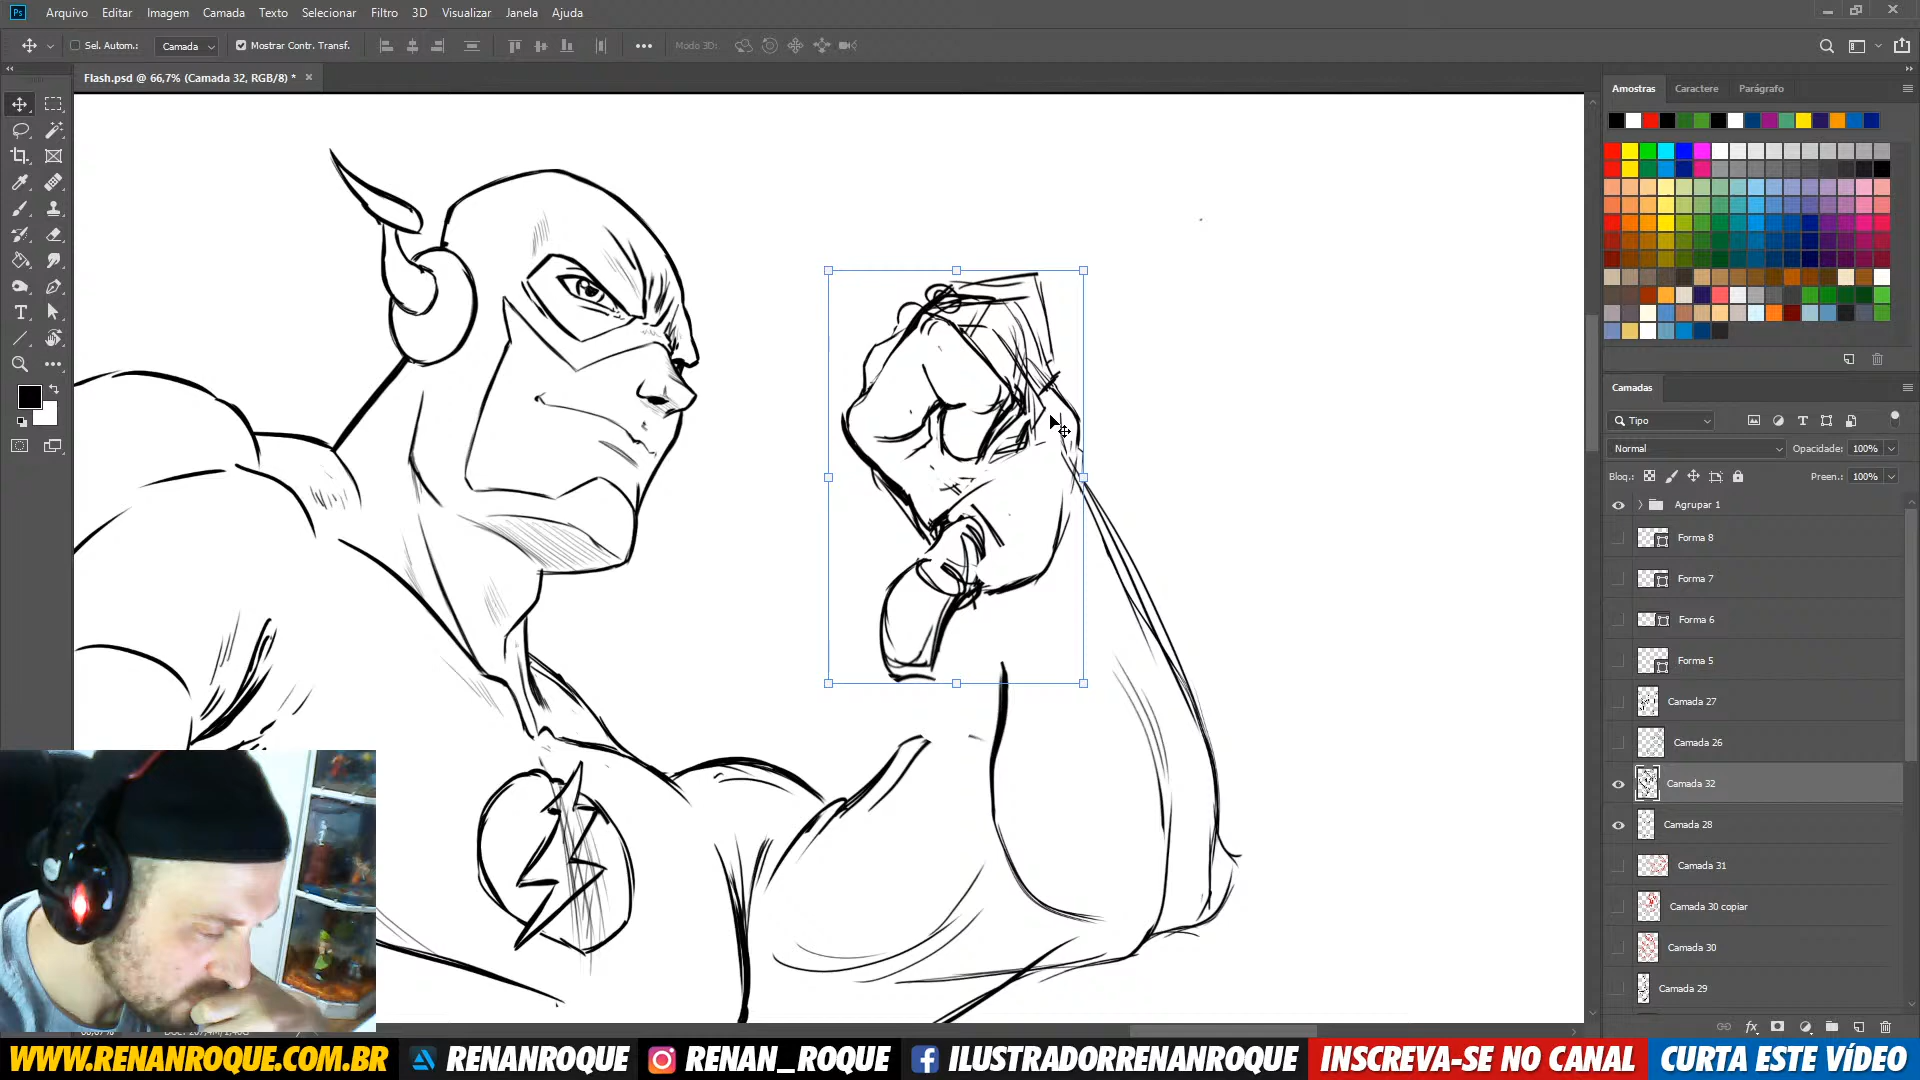 Ps Arquivo Editar Imagem Camada Texto Selecionar Filtro 3D Visualizar Janela Ajuda
Sel. Autom.: Camada Mostrar Contr. Transf. Modo 3D:
Flash.psd @ 66,7% (Camada 32, RGB/8) *
Amostras Caractere Parágrafo
Camadas
Tipo
Normal Opacidade: 100%
Bloq.: Preen.: 100%
Agrupar 1
Forma 8
Forma 7
Forma 6
Forma 5
Camada 27
Camada 26
Camada 32
Camada 28
Camada 31
Camada 30 copiar
Camada 30
Camada 29
WWW.RENANROQUE.COM.BR RENANROQUE RENAN_ROQUE ILUSTRADORRENANROQUE INSCREVA-SE NO CANAL CURTA ESTE VÍDEO